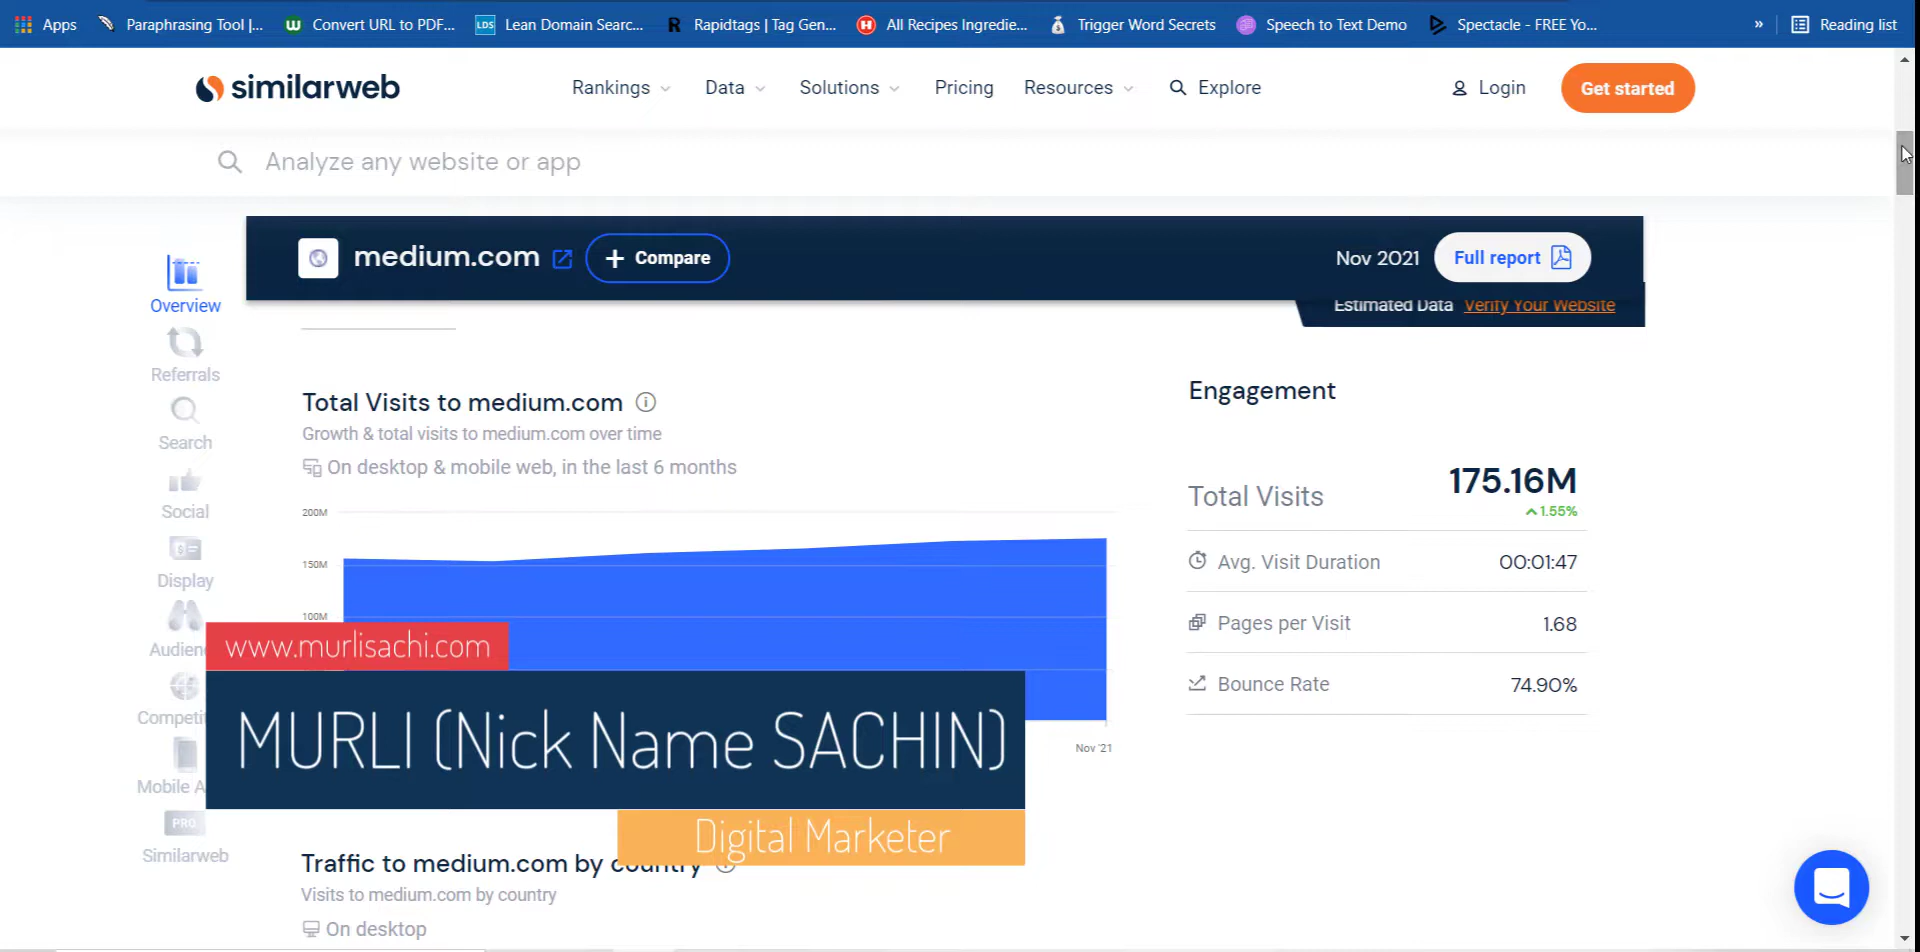 Apps
Paraphrasing Tool |...
Convert URL to PDF...
LDS
Lean Domain Searc...
R
Rapidtags | Tag Gen...
H
All Recipes Ingredie...
Trigger Word Secrets
Speech to Text Demo
Spectacle - FREE Yo...
»
Reading list
similarweb
Rankings
Data
Solutions
Pricing
Resources
Explore
Login
Get started
Analyze any website or app
medium.com
+ Compare
Nov 2021
Full report
Estimated Data Verify Your Website
Overview
Referrals
Search
Social
Display
Audien
Competit
Mobile A
PRO
Similarweb
Total Visits to medium.com
Growth & total visits to medium.com over time
On desktop & mobile web, in the last 6 months
200M
150M
100M
Nov '21
Engagement
Total Visits
175.16M
1.55%
Avg. Visit Duration
00:01:47
Pages per Visit
1.68
Bounce Rate
74.90%
www.murlisachi.com
MURLI (Nick Name SACHIN)
Digital Marketer
Traffic to medium.com by country
Visits to medium.com by country
On desktop